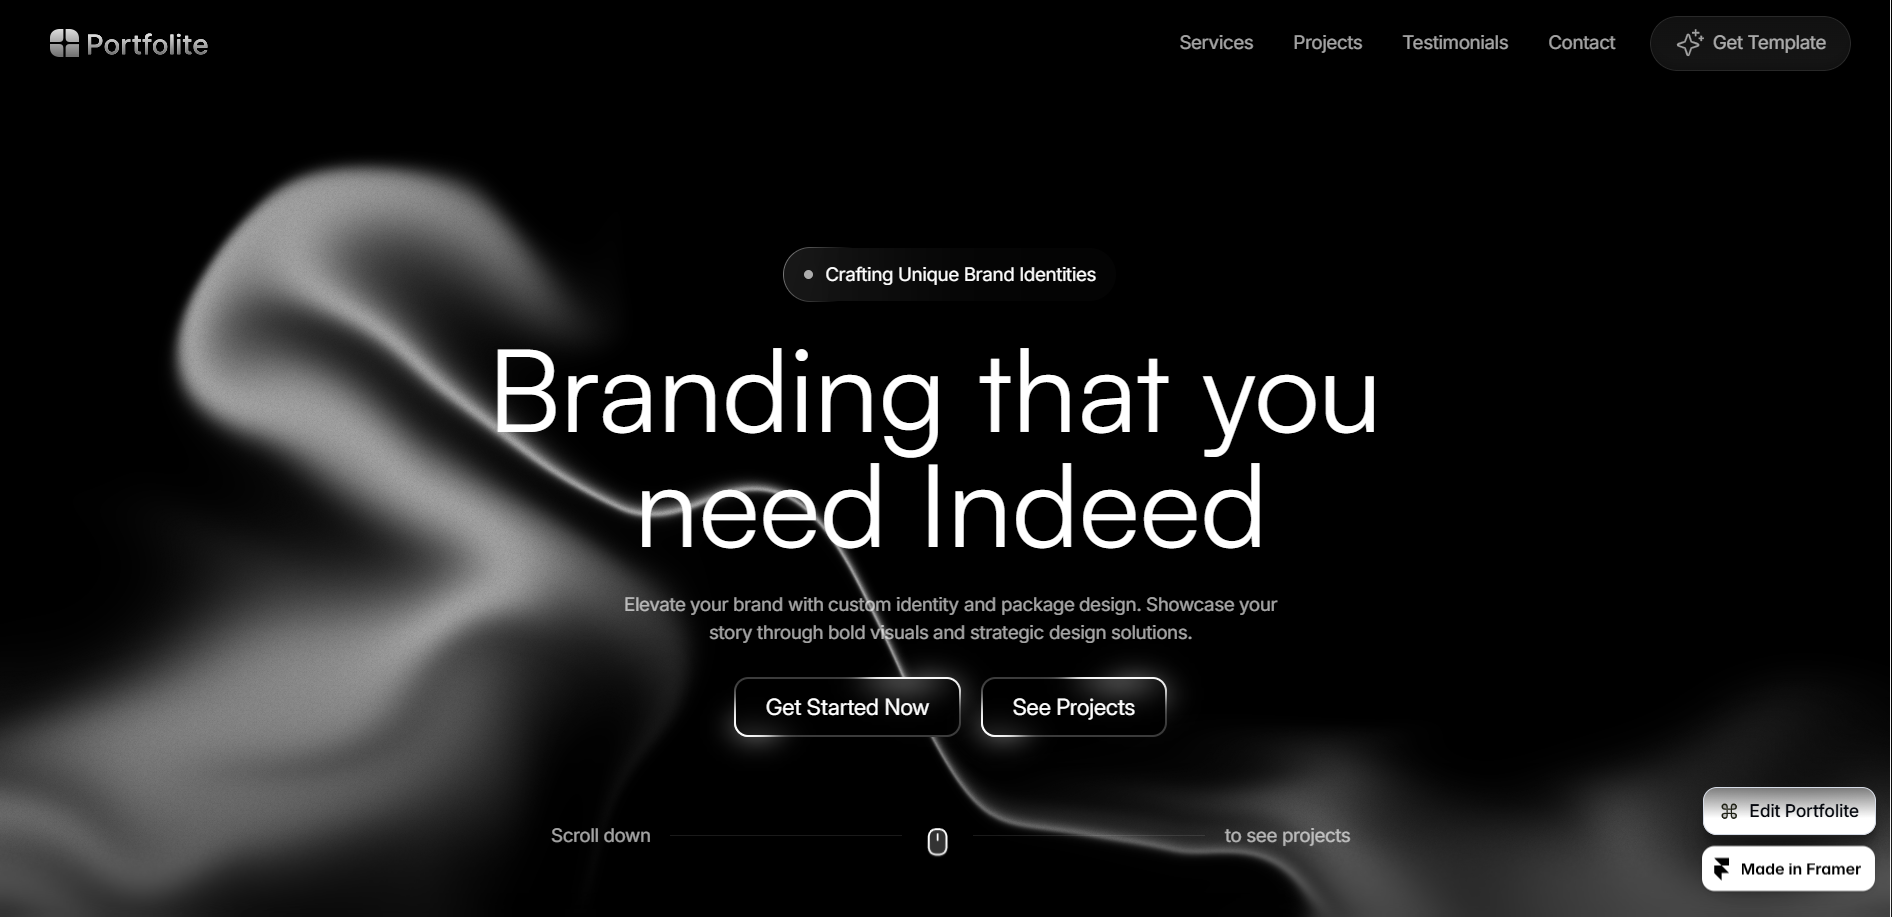 Portfolite
Services
Projects
Testimonials
Contact
Get Template
Crafting Unique Brand Identities
Branding that you
need Indeed
Elevate your brand with custom identity and package design. Showcase your
story through bold visuals and strategic design solutions.
Get Started Now
See Projects
Scroll down
to see projects
Edit Portfolite
Made in Framer